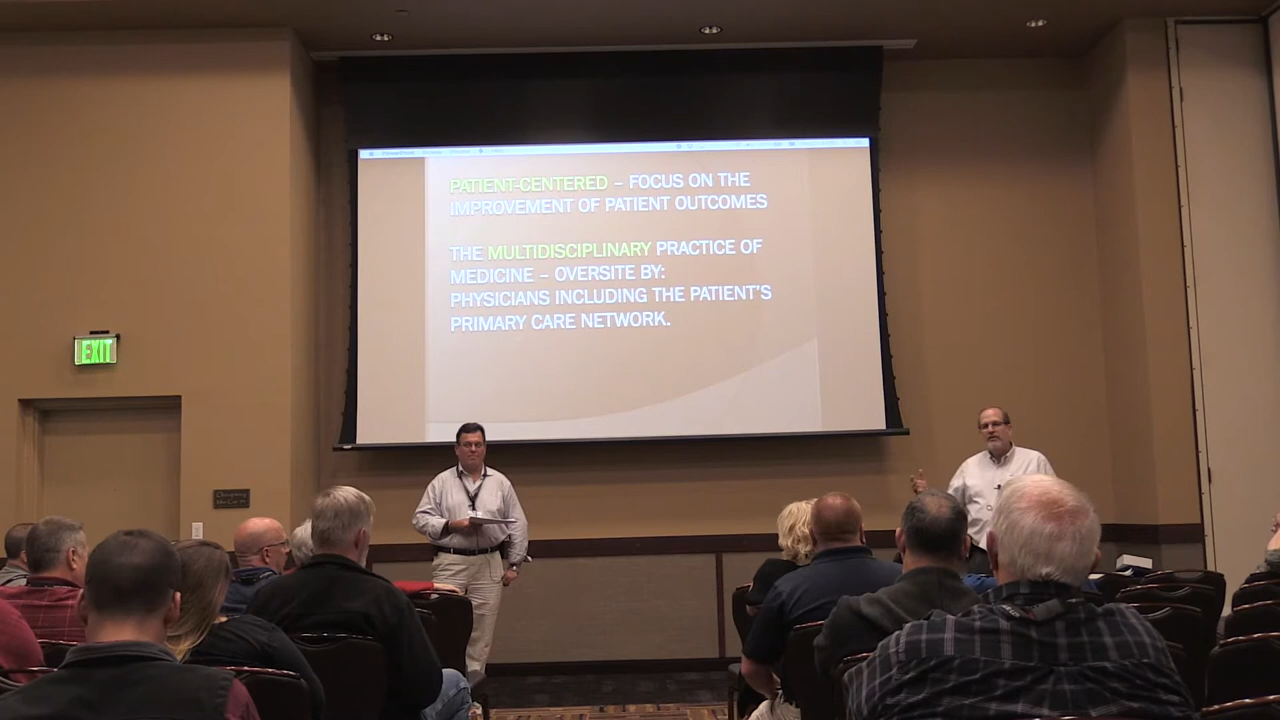 PATIENT-CENTERED – FOCUS ON THE
IMPROVEMENT OF PATIENT OUTCOMES
THE MULTIDISCIPLINARY PRACTICE OF
MEDICINE – OVERSITE BY:
PHYSICIANS INCLUDING THE PATIENT'S
PRIMARY CARE NETWORK.
EXIT
Occupancy